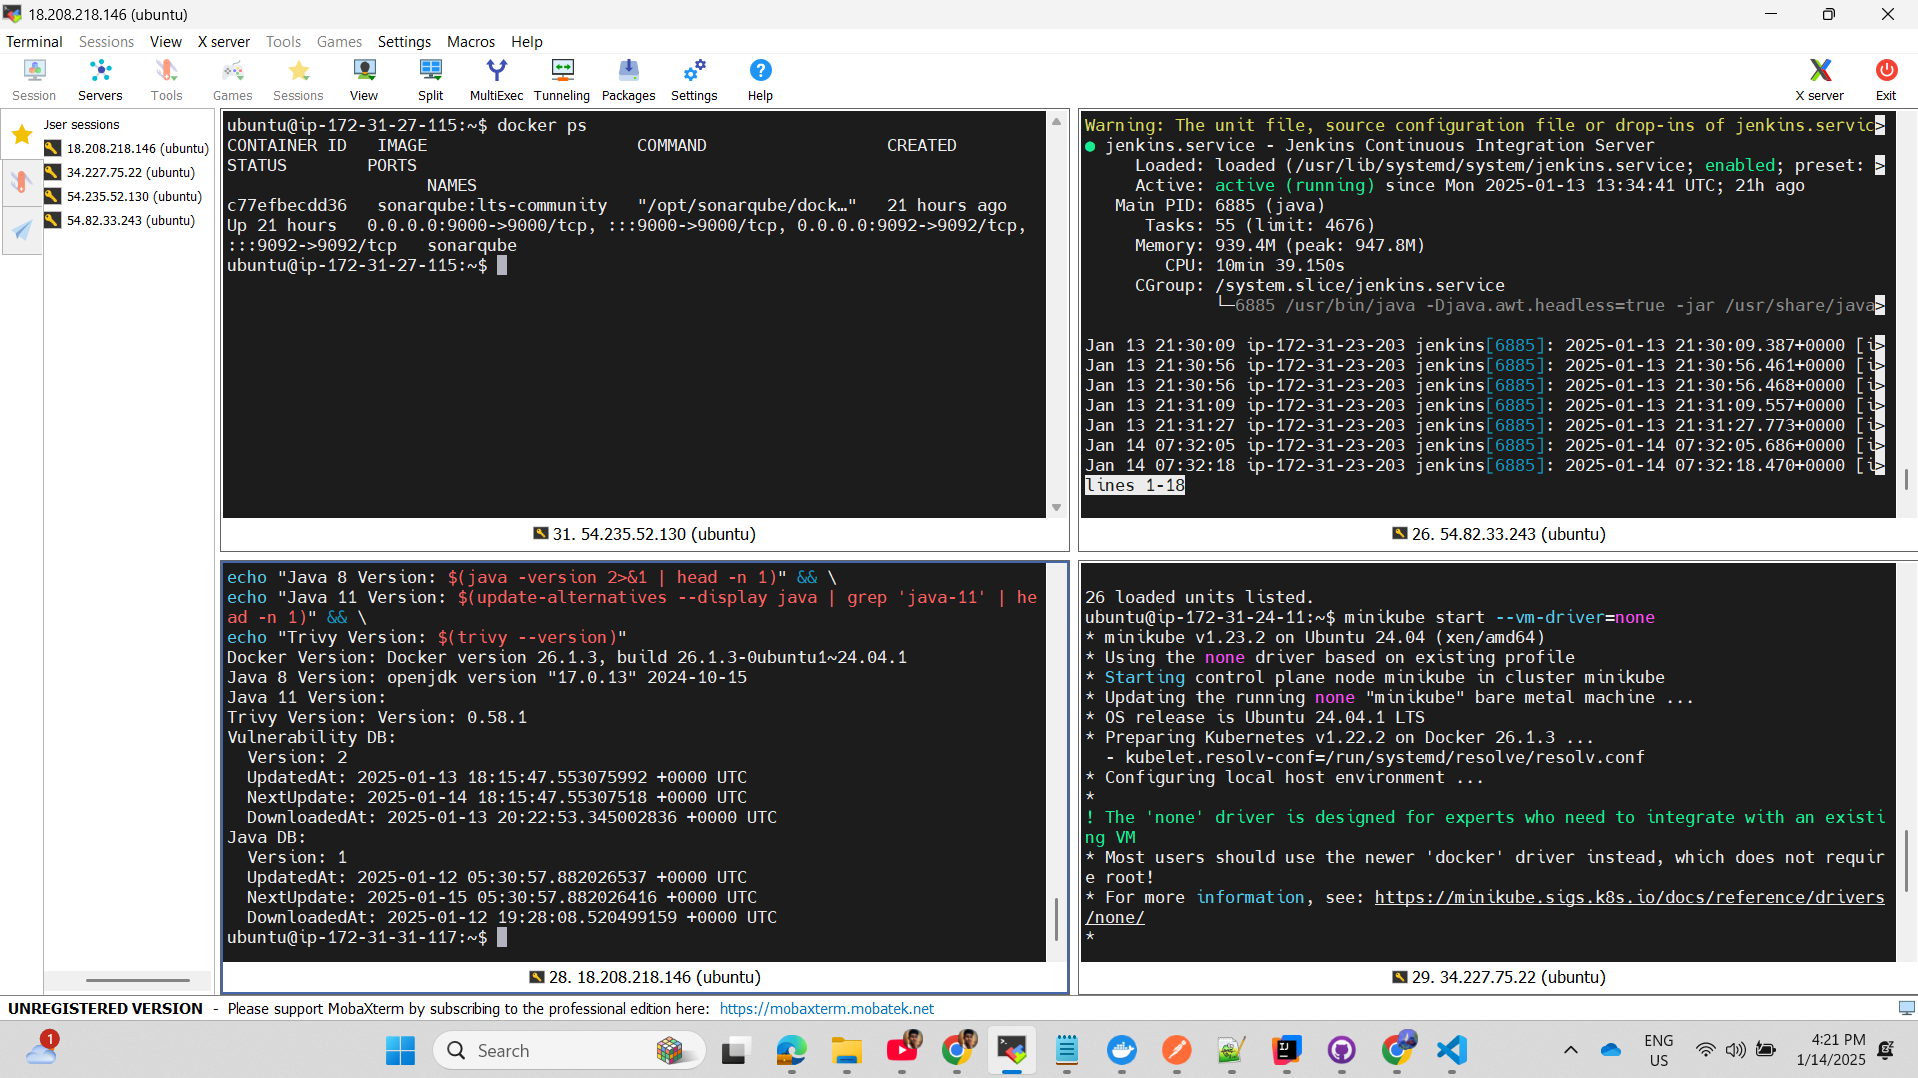 18.208.218.146 (ubuntu)
Terminal Sessions View X server Tools Games Settings Macros Help
Session Servers Tools Games Sessions View Split MultiExec Tunneling Packages Settings Help X server Exit
Jser sessions
18.208.218.146 (ubuntu)
34.227.75.22 (ubuntu)
54.235.52.130 (ubuntu)
54.82.33.243 (ubuntu)
ubuntu@ip-172-31-27-115:~$ docker ps
CONTAINER ID IMAGE COMMAND CREATED
STATUS PORTS
NAMES
c77efbecdd36 sonarqube:lts-community "/opt/sonarqube/dock…" 21 hours ago
Up 21 hours 0.0.0.0:9000->9000/tcp, :::9000->9000/tcp, 0.0.0.0:9092->9092/tcp,
:::9092->9092/tcp sonarqube
ubuntu@ip-172-31-27-115:~$
31. 54.235.52.130 (ubuntu)
Warning: The unit file, source configuration file or drop-ins of jenkins.servic>
● jenkins.service - Jenkins Continuous Integration Server
Loaded: loaded (/usr/lib/systemd/system/jenkins.service; enabled; preset: >
Active: active (running) since Mon 2025-01-13 13:34:41 UTC; 21h ago
Main PID: 6885 (java)
Tasks: 55 (limit: 4676)
Memory: 939.4M (peak: 947.8M)
CPU: 10min 39.150s
CGroup: /system.slice/jenkins.service
└─6885 /usr/bin/java -Djava.awt.headless=true -jar /usr/share/java>
Jan 13 21:30:09 ip-172-31-23-203 jenkins[6885]: 2025-01-13 21:30:09.387+0000 [i>
Jan 13 21:30:56 ip-172-31-23-203 jenkins[6885]: 2025-01-13 21:30:56.461+0000 [i>
Jan 13 21:30:56 ip-172-31-23-203 jenkins[6885]: 2025-01-13 21:30:56.468+0000 [i>
Jan 13 21:31:09 ip-172-31-23-203 jenkins[6885]: 2025-01-13 21:31:09.557+0000 [i>
Jan 13 21:31:27 ip-172-31-23-203 jenkins[6885]: 2025-01-13 21:31:27.773+0000 [i>
Jan 14 07:32:05 ip-172-31-23-203 jenkins[6885]: 2025-01-14 07:32:05.686+0000 [i>
Jan 14 07:32:18 ip-172-31-23-203 jenkins[6885]: 2025-01-14 07:32:18.470+0000 [i>
lines 1-18
26. 54.82.33.243 (ubuntu)
echo "Java 8 Version: $(java -version 2>&1 | head -n 1)" && \
echo "Java 11 Version: $(update-alternatives --display java | grep 'java-11' | he
ad -n 1)" && \
echo "Trivy Version: $(trivy --version)"
Docker Version: Docker version 26.1.3, build 26.1.3-0ubuntu1~24.04.1
Java 8 Version: openjdk version "17.0.13" 2024-10-15
Java 11 Version:
Trivy Version: Version: 0.58.1
Vulnerability DB:
Version: 2
UpdatedAt: 2025-01-13 18:15:47.553075992 +0000 UTC
NextUpdate: 2025-01-14 18:15:47.55307518 +0000 UTC
DownloadedAt: 2025-01-13 20:22:53.345002836 +0000 UTC
Java DB:
Version: 1
UpdatedAt: 2025-01-12 05:30:57.882026537 +0000 UTC
NextUpdate: 2025-01-15 05:30:57.882026416 +0000 UTC
DownloadedAt: 2025-01-12 19:28:08.520499159 +0000 UTC
ubuntu@ip-172-31-31-117:~$
28. 18.208.218.146 (ubuntu)
26 loaded units listed.
ubuntu@ip-172-31-24-11:~$ minikube start --vm-driver=none
* minikube v1.23.2 on Ubuntu 24.04 (xen/amd64)
* Using the none driver based on existing profile
* Starting control plane node minikube in cluster minikube
* Updating the running none "minikube" bare metal machine ...
* OS release is Ubuntu 24.04.1 LTS
* Preparing Kubernetes v1.22.2 on Docker 26.1.3 ...
- kubelet.resolv-conf=/run/systemd/resolve/resolv.conf
* Configuring local host environment ...
*
! The 'none' driver is designed for experts who need to integrate with an existi
ng VM
* Most users should use the newer 'docker' driver instead, which does not requir
e root!
* For more information, see: https://minikube.sigs.k8s.io/docs/reference/drivers
/none/
*
29. 34.227.75.22 (ubuntu)
UNREGISTERED VERSION - Please support MobaXterm by subscribing to the professional edition here: https://mobaxterm.mobatek.net
1
Search
ENG
US
4:21 PM
1/14/2025